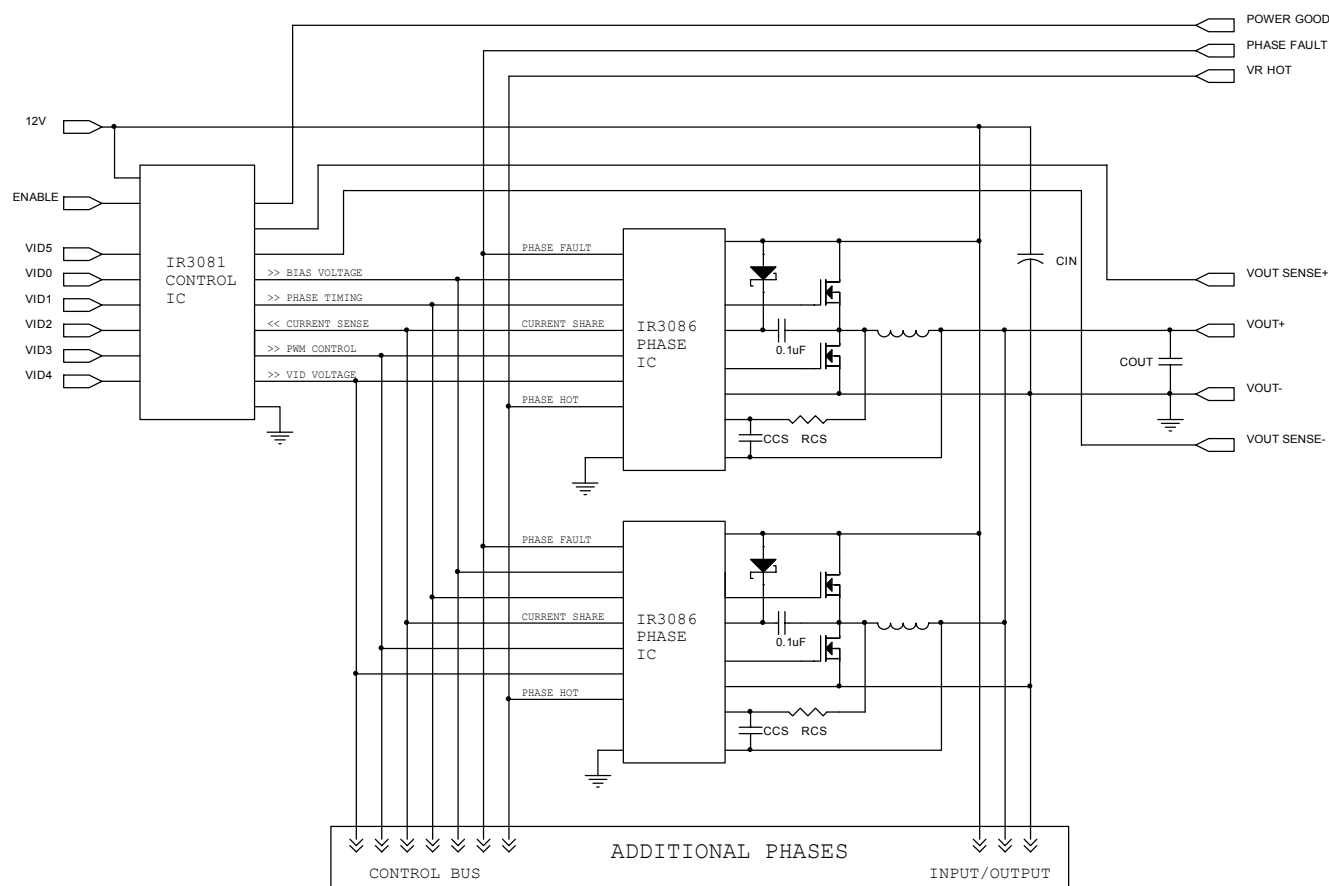 POWER GOOD
PHASE FAULT
VR HOT
12V
ENABLE
VID5
VID0
VID1
VID2
VID3
VID4
IR3081
CONTROL
IC
>> BIAS VOLTAGE
>> PHASE TIMING
<< CURRENT SENSE
>> PWM CONTROL
>> VID VOLTAGE
PHASE FAULT
CURRENT SHARE
PHASE HOT
IR3086
PHASE
IC
0.1uF
CCS RCS
CIN
COUT
VOUT SENSE+
VOUT+
VOUT-
VOUT SENSE-
PHASE FAULT
CURRENT SHARE
PHASE HOT
IR3086
PHASE
IC
0.1uF
CCS RCS
ADDITIONAL PHASES
CONTROL BUS
INPUT/OUTPUT